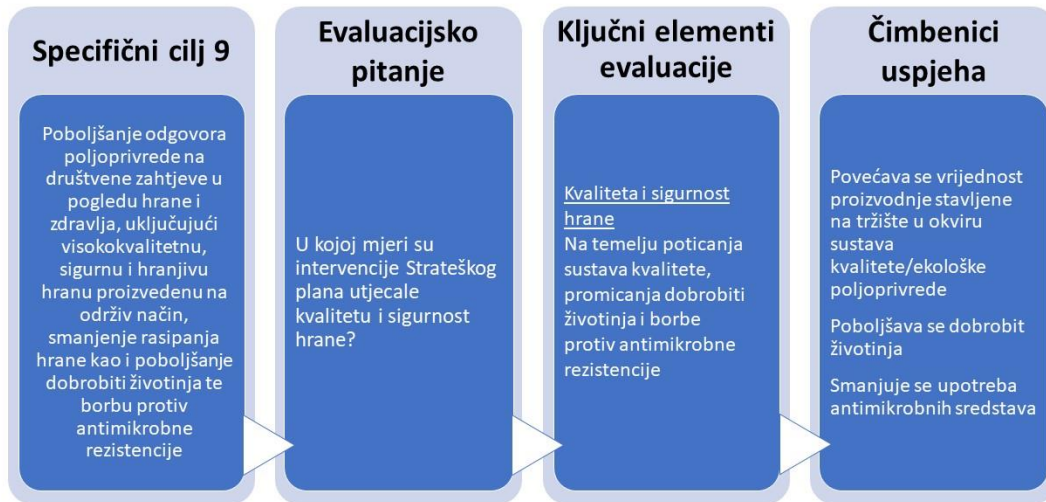 Specifični cilj 9
Poboljšanje odgovora
poljoprivrede na
društvene zahtjeve u
pogledu hrane i
zdravlja, uključujući
visokokvalitetnu,
sigurnu i hranjivu
hranu proizvedenu na
održiv način,
smanjenje rasipanja
hrane kao i poboljšanje
dobrobiti životinja te
borbu protiv
antimikrobne
rezistencije
Evaluacijsko
pitanje
U kojoj mjeri su
intervencije Strateškog
plana utjecale
kvalitetu i sigurnost
hrane?
Ključni elementi
evaluacije
Kvaliteta i sigurnost
hrane
Na temelju poticanja
sustava kvalitete,
promicanja dobrobiti
životinja i borbe
protiv antimikrobne
rezistencije
Čimbenici
uspjeha
Povećava se vrijednost
proizvodnje stavljene
na tržište u okviru
sustava
kvalitete/ekološke
poljoprivrede
Poboljšava se dobrobit
životinja
Smanjuje se upotreba
antimikrobnih sredstava